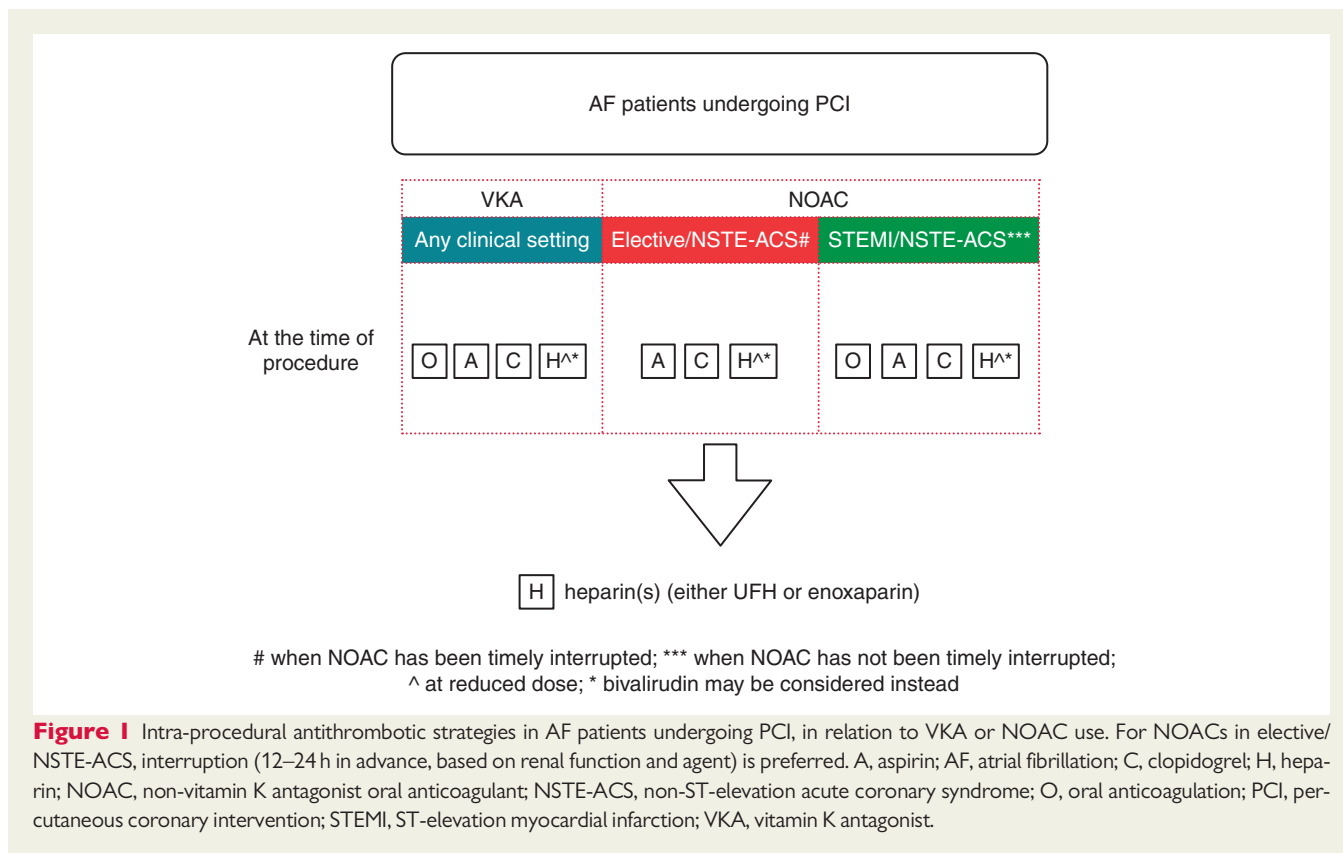 AF patients undergoing PCI
VKA
NOAC
Any clinical setting
Elective/NSTE-ACS#
STEMI/NSTE-ACS***
At the time of
procedure
O A C H^*
A C H^*
O A C H^*
H heparin(s) (either UFH or enoxaparin)
# when NOAC has been timely interrupted; *** when NOAC has not been timely interrupted;
^ at reduced dose; * bivalirudin may be considered instead
Figure 1 Intra-procedural antithrombotic strategies in AF patients undergoing PCI, in relation to VKA or NOAC use. For NOACs in elective/
NSTE-ACS, interruption (12–24 h in advance, based on renal function and agent) is preferred. A, aspirin; AF, atrial fibrillation; C, clopidogrel; H, hepa-
rin; NOAC, non-vitamin K antagonist oral anticoagulant; NSTE-ACS, non-ST-elevation acute coronary syndrome; O, oral anticoagulation; PCI, per-
cutaneous coronary intervention; STEMI, ST-elevation myocardial infarction; VKA, vitamin K antagonist.